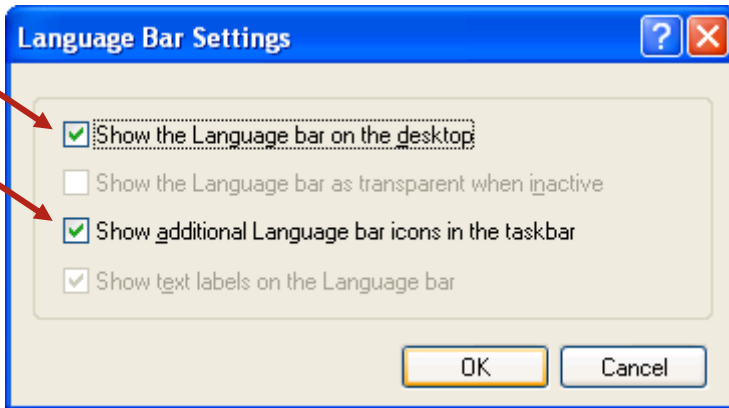 Language Bar Settings
Show the Language bar on the desktop
Show the Language bar as transparent when inactive
Show additional Language bar icons in the taskbar
Show text labels on the Language bar
OK Cancel